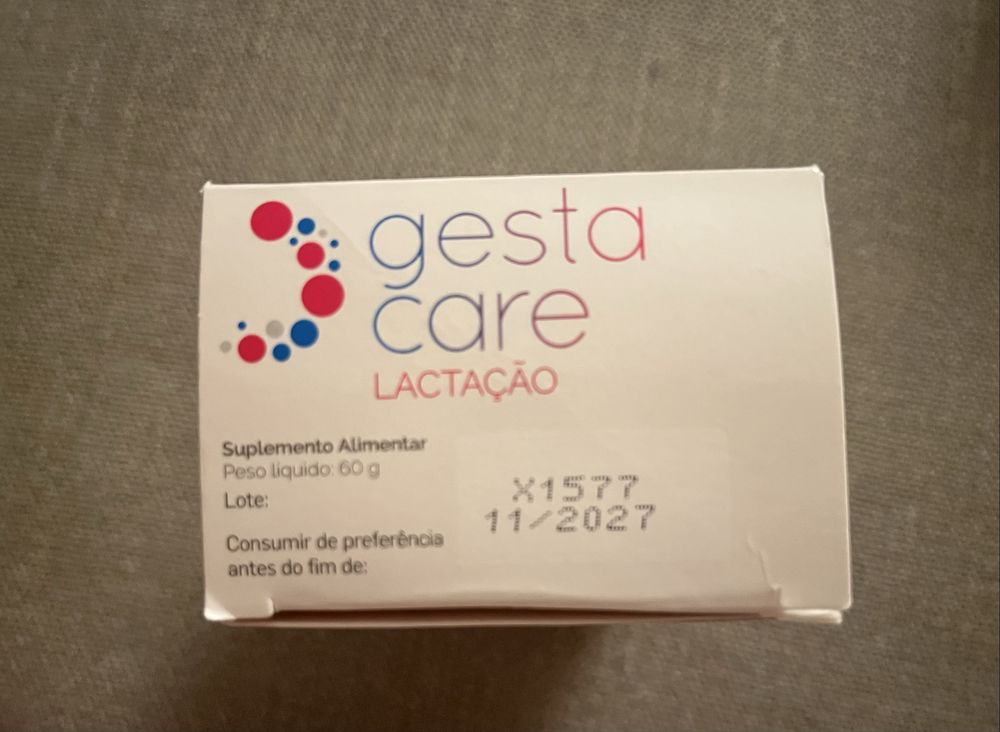 gesta
care
LACTAÇÃO
Suplemento Alimentar
Peso líquido: 60 g
Lote:
X1577
11/2027
Consumir de preferência
antes do fim de: